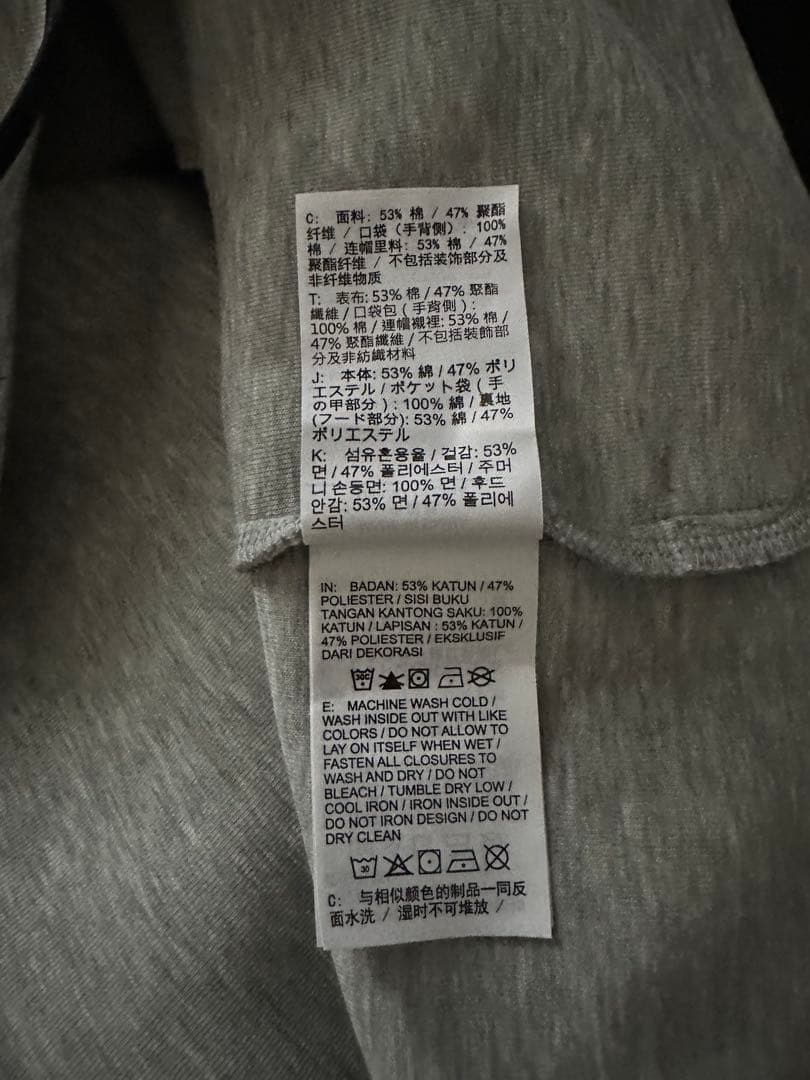 C: 面料: 53% 棉 / 47% 聚酯
纤维 / 口袋 (手背侧) : 100%
棉 / 连帽里料: 53% 棉 / 47%
聚酯纤维 / 不包括装饰部分及
非纤维物质
T: 表布: 53% 棉 / 47% 聚酯
纖維 / 口袋包 ( 手背側 ) :
100% 棉 / 連帽襯裡: 53% 棉 /
47% 聚酯纖維 / 不包括裝飾部
分及非紡織材料
J: 本体: 53% 綿 / 47% ポリ
エステル / ポケット袋 ( 手
の甲部分 ) : 100% 綿 / 裏地
(フード部分): 53% 綿 / 47%
ポリエステル
K: 섬유혼용율 / 겉감: 53%
면 / 47% 폴리에스터 / 주머
니 손등면: 100% 면 / 후드
안감: 53% 면 / 47% 폴리에
스터
IN: BADAN: 53% KATUN / 47%
POLIESTER / SISI BUKU
TANGAN KANTONG SAKU: 100%
KATUN / LAPISAN : 53% KATUN /
47% POLIESTER / EKSKLUSIF
DARI DEKORASI
30C
E: MACHINE WASH COLD /
WASH INSIDE OUT WITH LIKE
COLORS / DO NOT ALLOW TO
LAY ON ITSELF WHEN WET /
FASTEN ALL CLOSURES TO
WASH AND DRY / DO NOT
BLEACH / TUMBLE DRY LOW /
COOL IRON / IRON INSIDE OUT /
DO NOT IRON DESIGN / DO NOT
DRY CLEAN
30
C: 与相似颜色的制品一同反
面水洗 / 湿时不可堆放 /